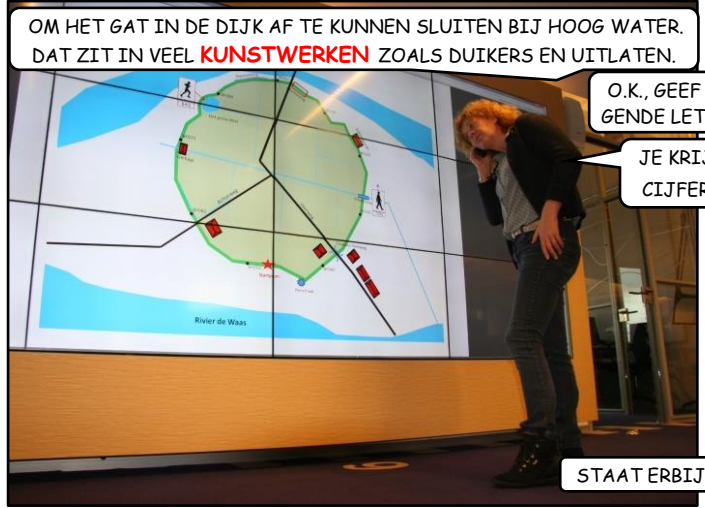 OM HET GAT IN DE DIJK AF TE KUNNEN SLUITEN BIJ HOOG WATER.
DAT ZIT IN VEEL KUNSTWERKEN ZOALS DUIKERS EN UITLATEN.
O.K., GEEF
GENDE LET
JE KRIJ
CIJFER
Rivier de Waas
STAAT ERBIJ